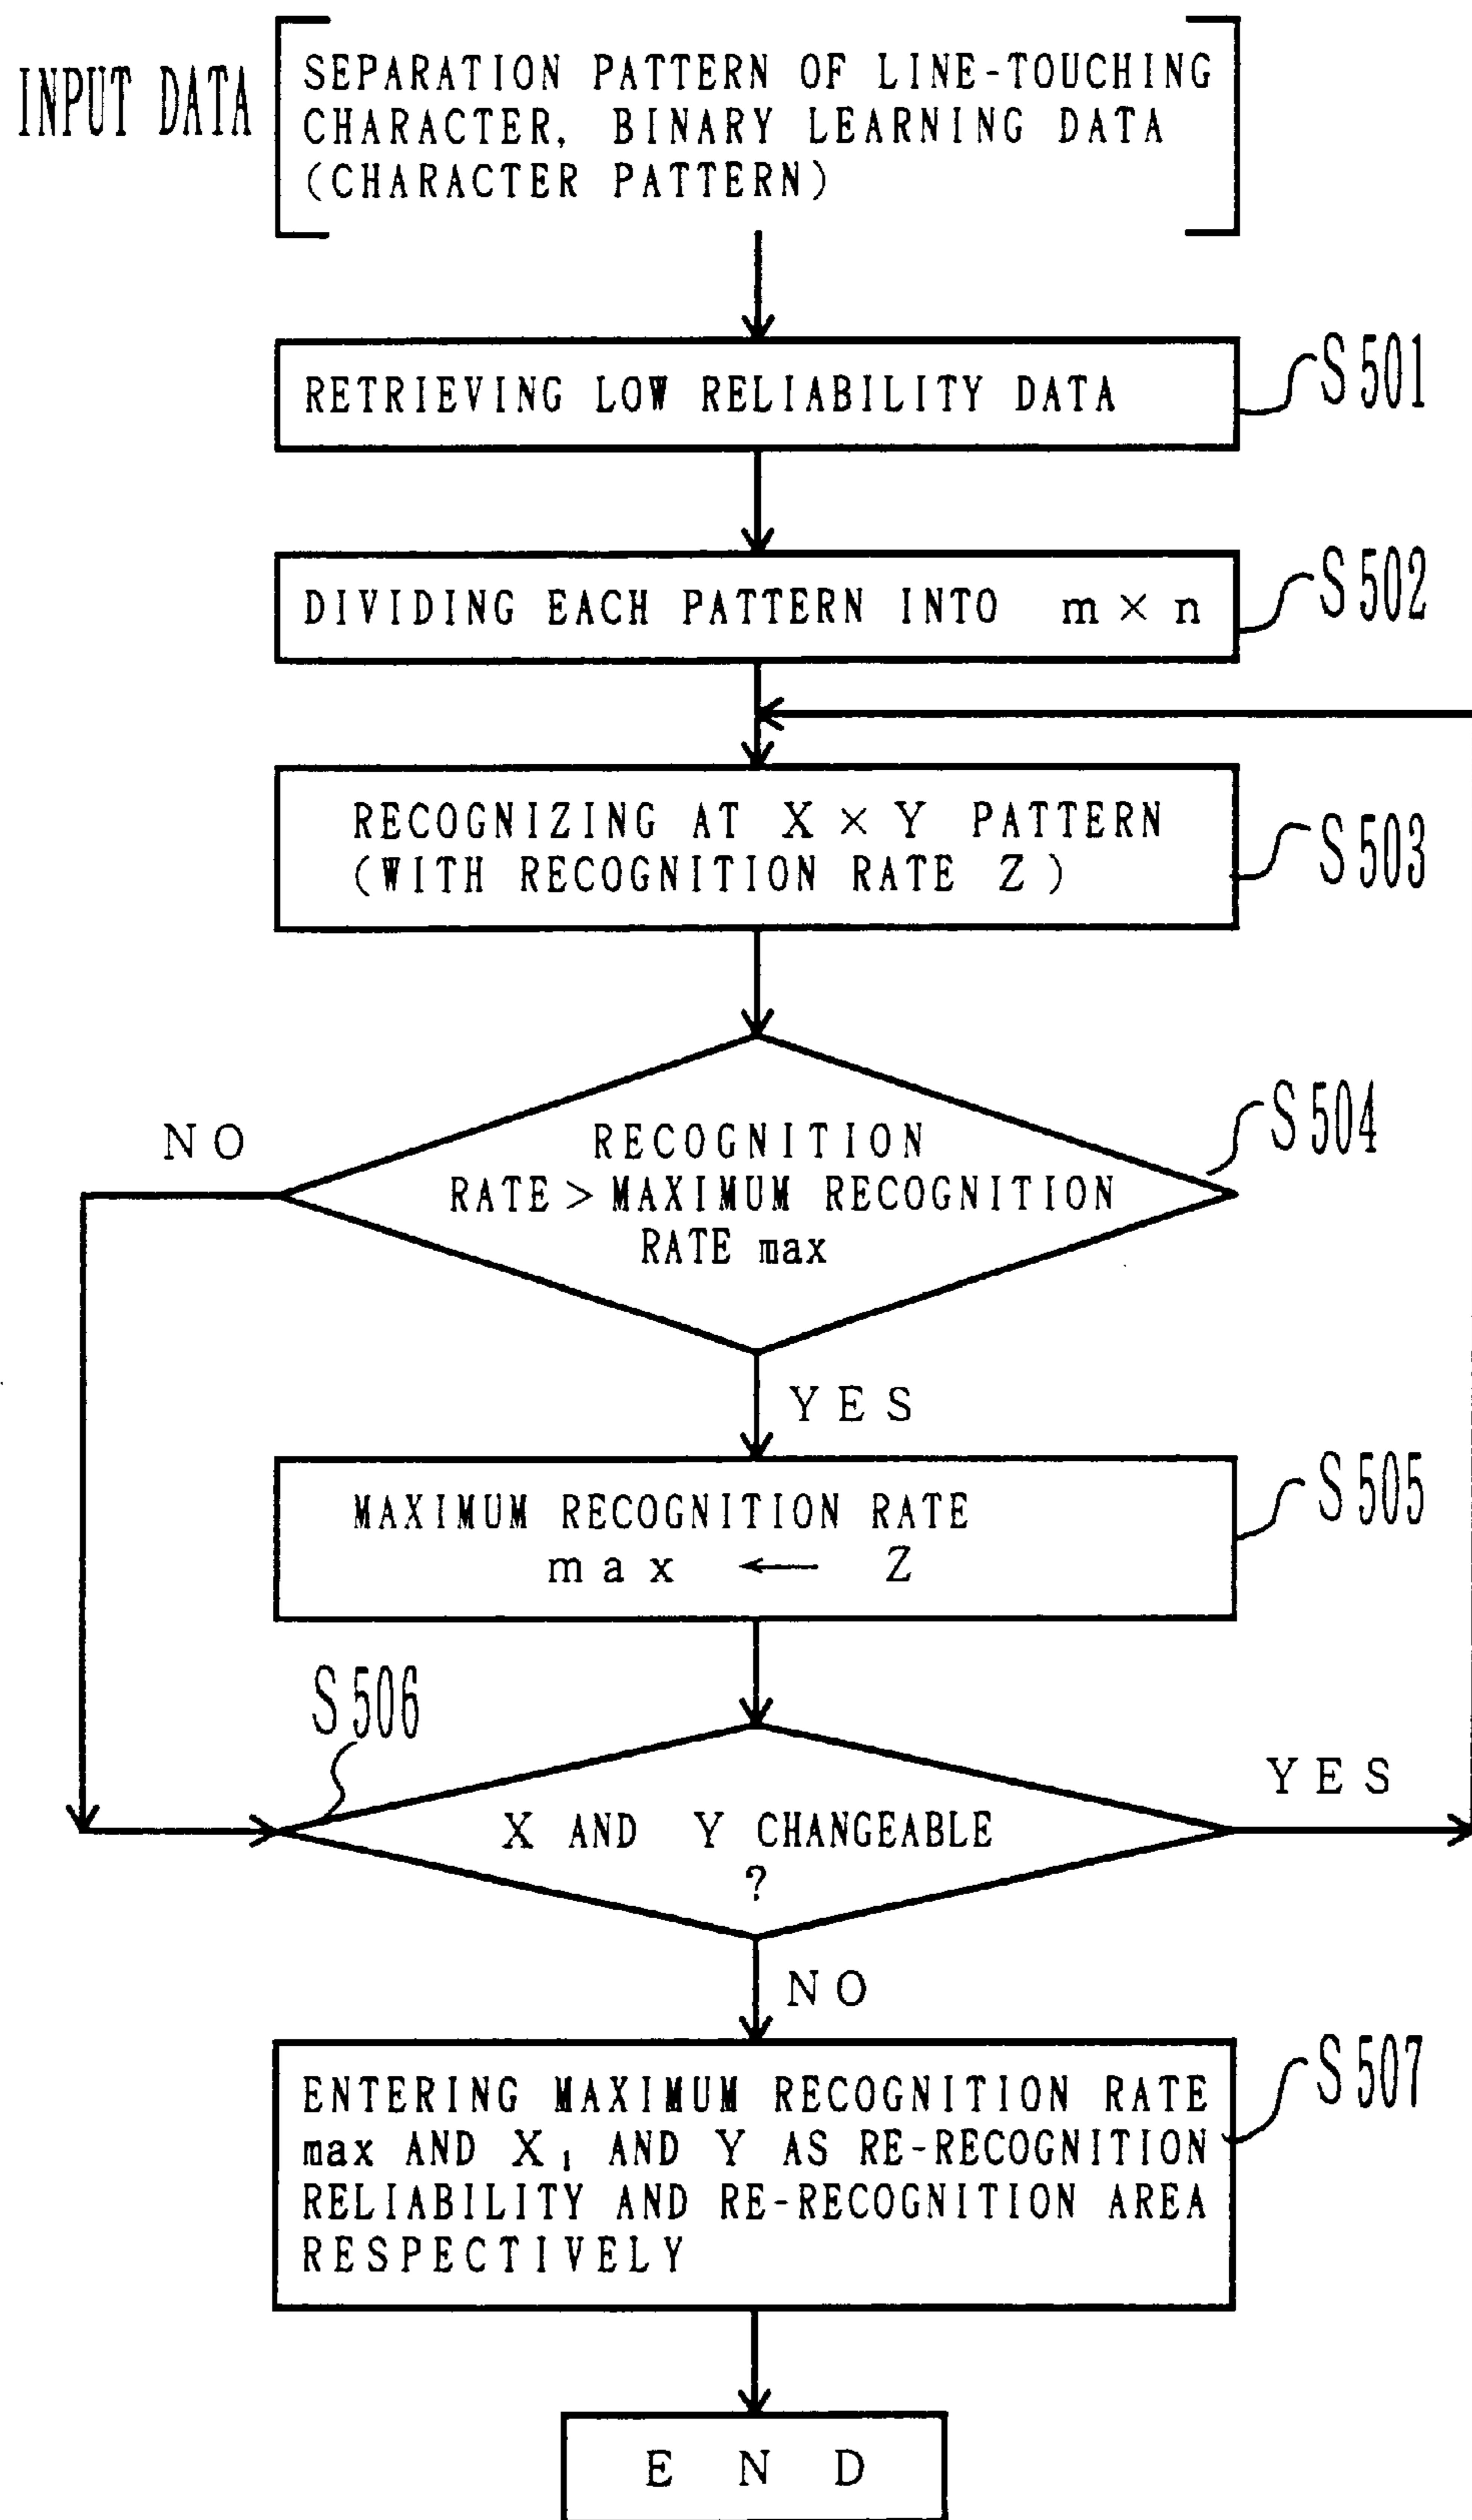 INPUT DATA
SEPARATION PATTERN OF LINE-TOUCHING
CHARACTER, BINARY LEARNING DATA
(CHARACTER PATTERN)
RETRIEVING LOW RELIABILITY DATA
S501
DIVIDING EACH PATTERN INTO m × n
S502
RECOGNIZING AT X × Y PATTERN
(WITH RECOGNITION RATE Z)
S503
NO
RECOGNITION
RATE > MAXIMUM RECOGNITION
RATE max
S504
YES
MAXIMUM RECOGNITION RATE
max ← Z
S505
S506
X AND Y CHANGEABLE
?
YES
NO
ENTERING MAXIMUM RECOGNITION RATE
max AND X, AND Y AS RE-RECOGNITION
RELIABILITY AND RE-RECOGNITION AREA
RESPECTIVELY
S507
END